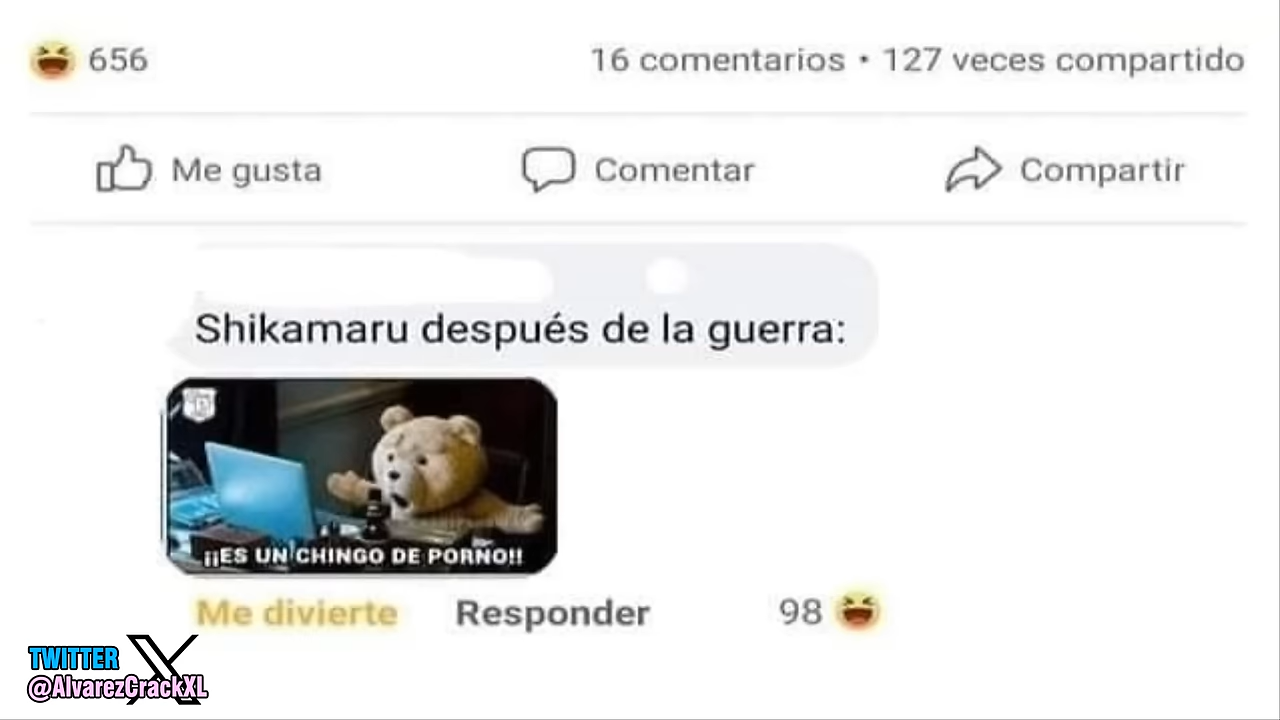 656
16 comentarios • 127 veces compartido
Me gusta
Comentar
Compartir
Shikamaru después de la guerra:
¡¡ES UN CHINGO DE PORNO!!
Me divierte
Responder
98
TWITTER X
@AlvarezCrackXL